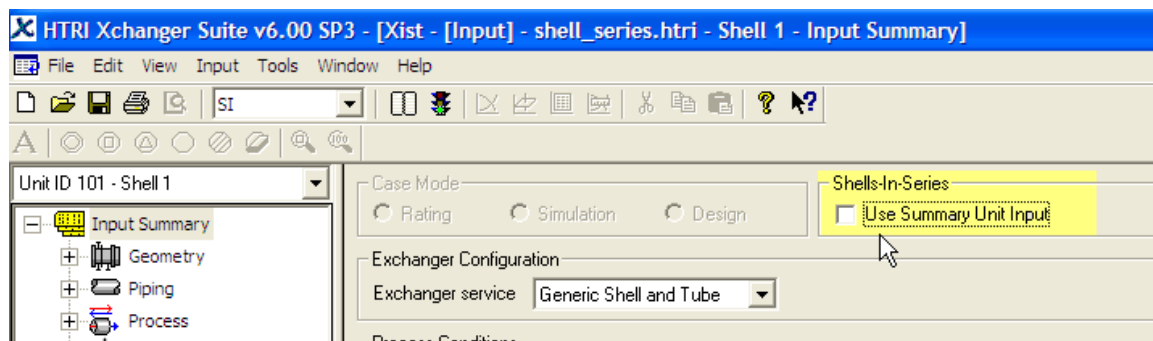 HTRI Xchanger Suite v6.00 SP3 - [Xist - [Input] - shell_series.htri - Shell 1 - Input Summary]
File Edit View Input Tools Window Help
SI
Unit ID 101 - Shell 1
Case Mode
Shells-In-Series
Rating Simulation Design
Use Summary Unit Input
Input Summary
Geometry
Exchanger Configuration
Piping
Exchanger service Generic Shell and Tube
Process
Process Conditions